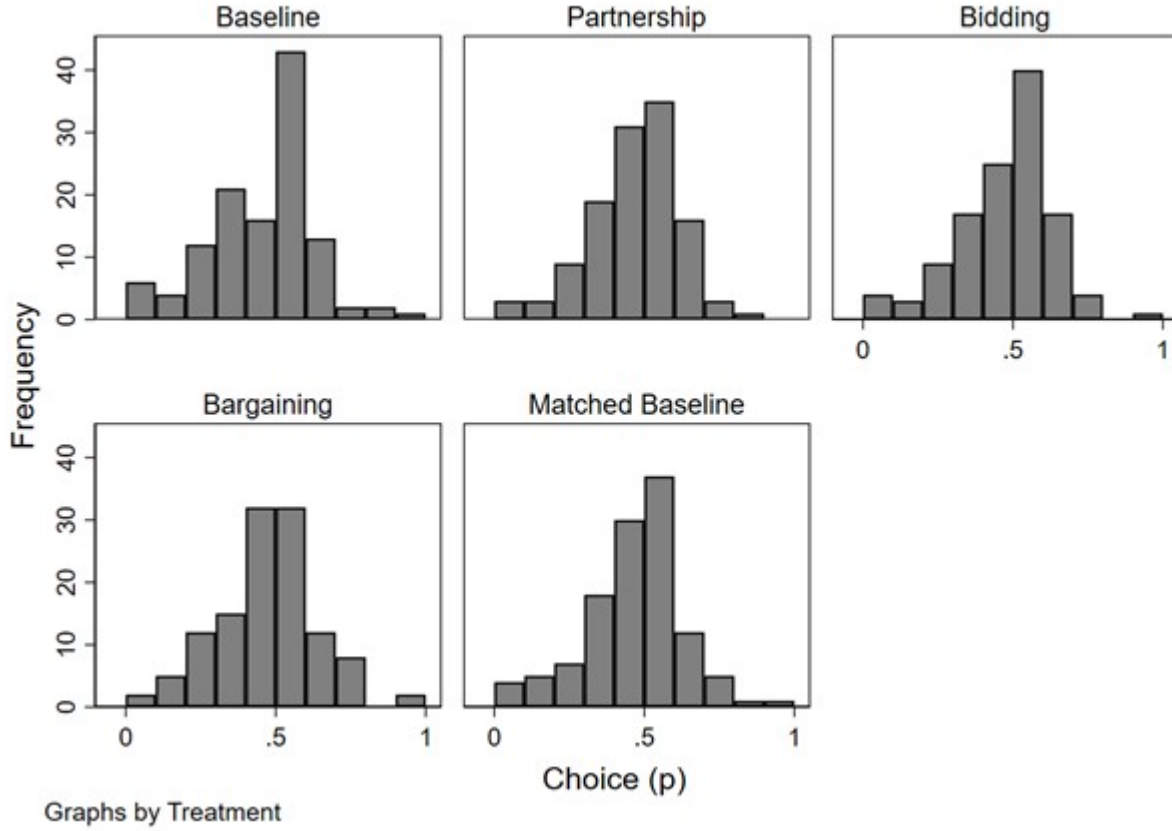 Baseline
Partnership
Bidding
40
30
20
10
0
0 .5 1
Frequency
Bargaining
Matched Baseline
40
30
20
10
0
0 .5 1
0 .5 1
Choice (p)
Graphs by Treatment